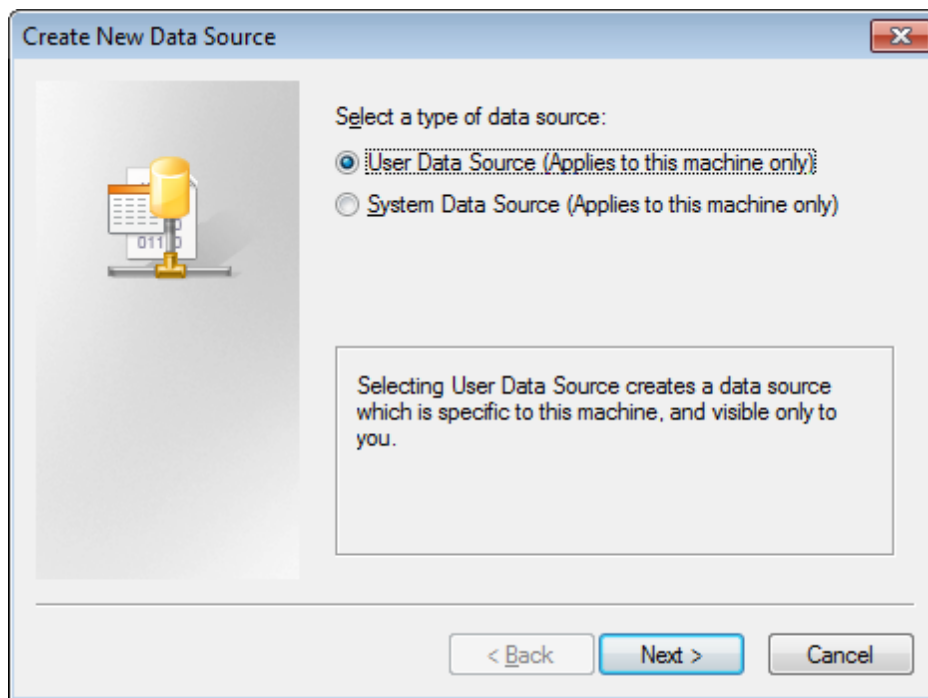 Create New Data Source
Select a type of data source:
User Data Source (Applies to this machine only)
System Data Source (Applies to this machine only)
Selecting User Data Source creates a data source
which is specific to this machine, and visible only to
you.
< Back
Next >
Cancel